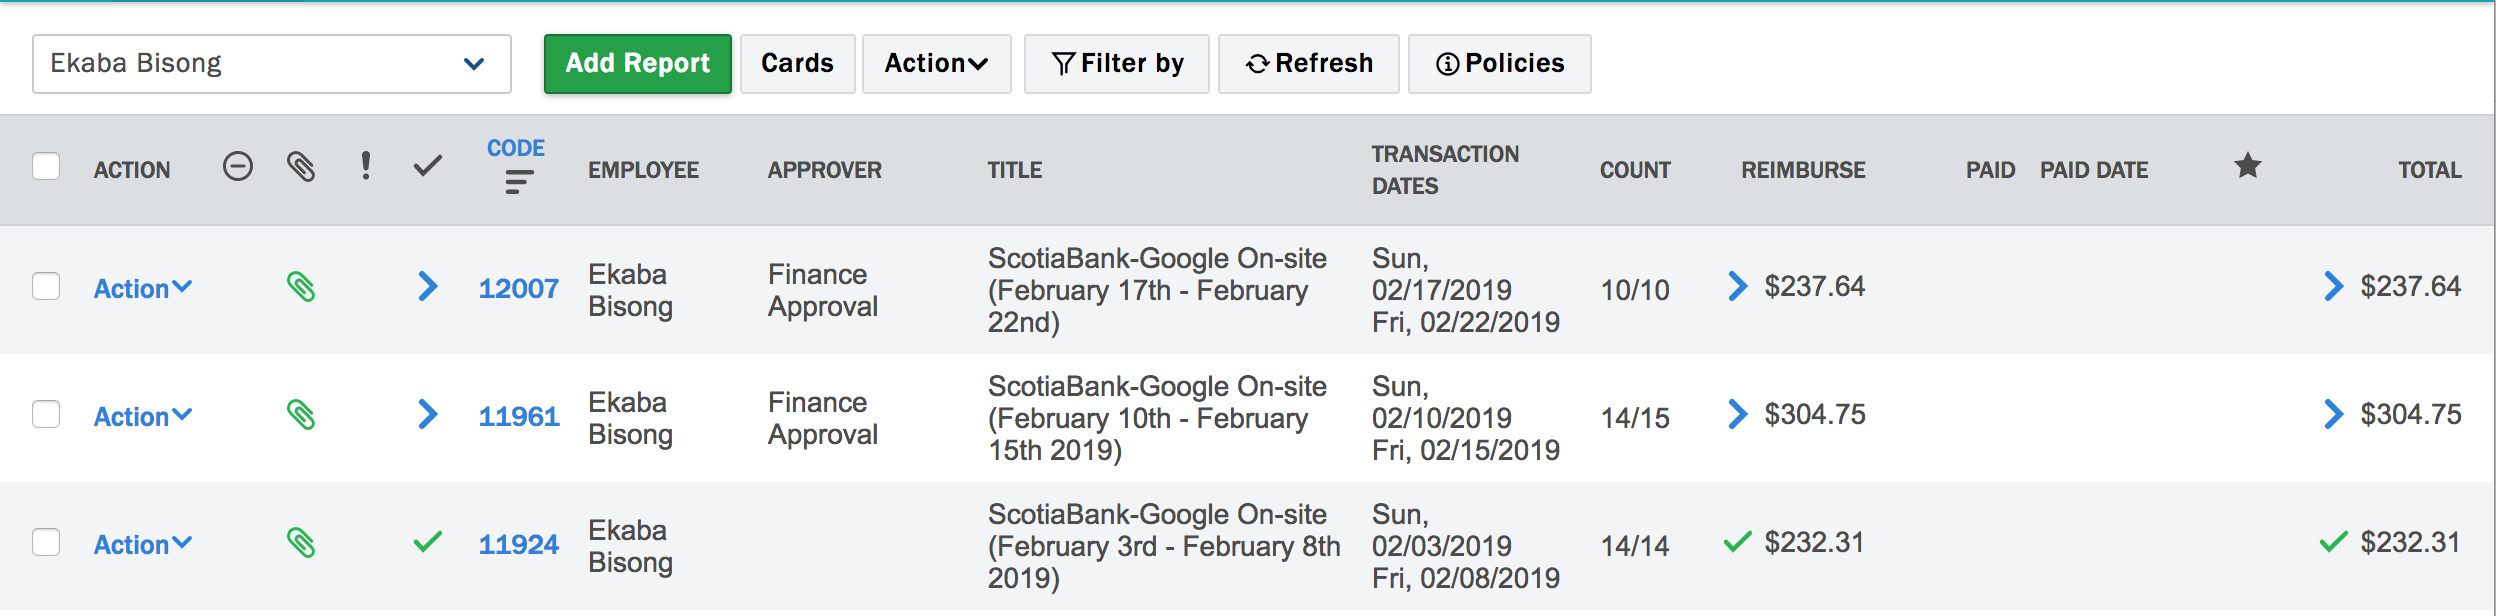 Ekaba Bisong
Add Report
Cards
Action
Filter by
Refresh
Policies
ACTION
CODE
EMPLOYEE
APPROVER
TITLE
TRANSACTION
DATES
COUNT
REIMBURSE
PAID
PAID DATE
TOTAL
Action
12007
Ekaba
Bisong
Finance
Approval
ScotiaBank-Google On-site
(February 17th - February
22nd)
Sun,
02/17/2019
Fri, 02/22/2019
10/10
$237.64
$237.64
Action
11961
Ekaba
Bisong
Finance
Approval
ScotiaBank-Google On-site
(February 10th - February
15th 2019)
Sun,
02/10/2019
Fri, 02/15/2019
14/15
$304.75
$304.75
Action
11924
Ekaba
Bisong
ScotiaBank-Google On-site
(February 3rd - February 8th
2019)
Sun,
02/03/2019
Fri, 02/08/2019
14/14
$232.31
$232.31